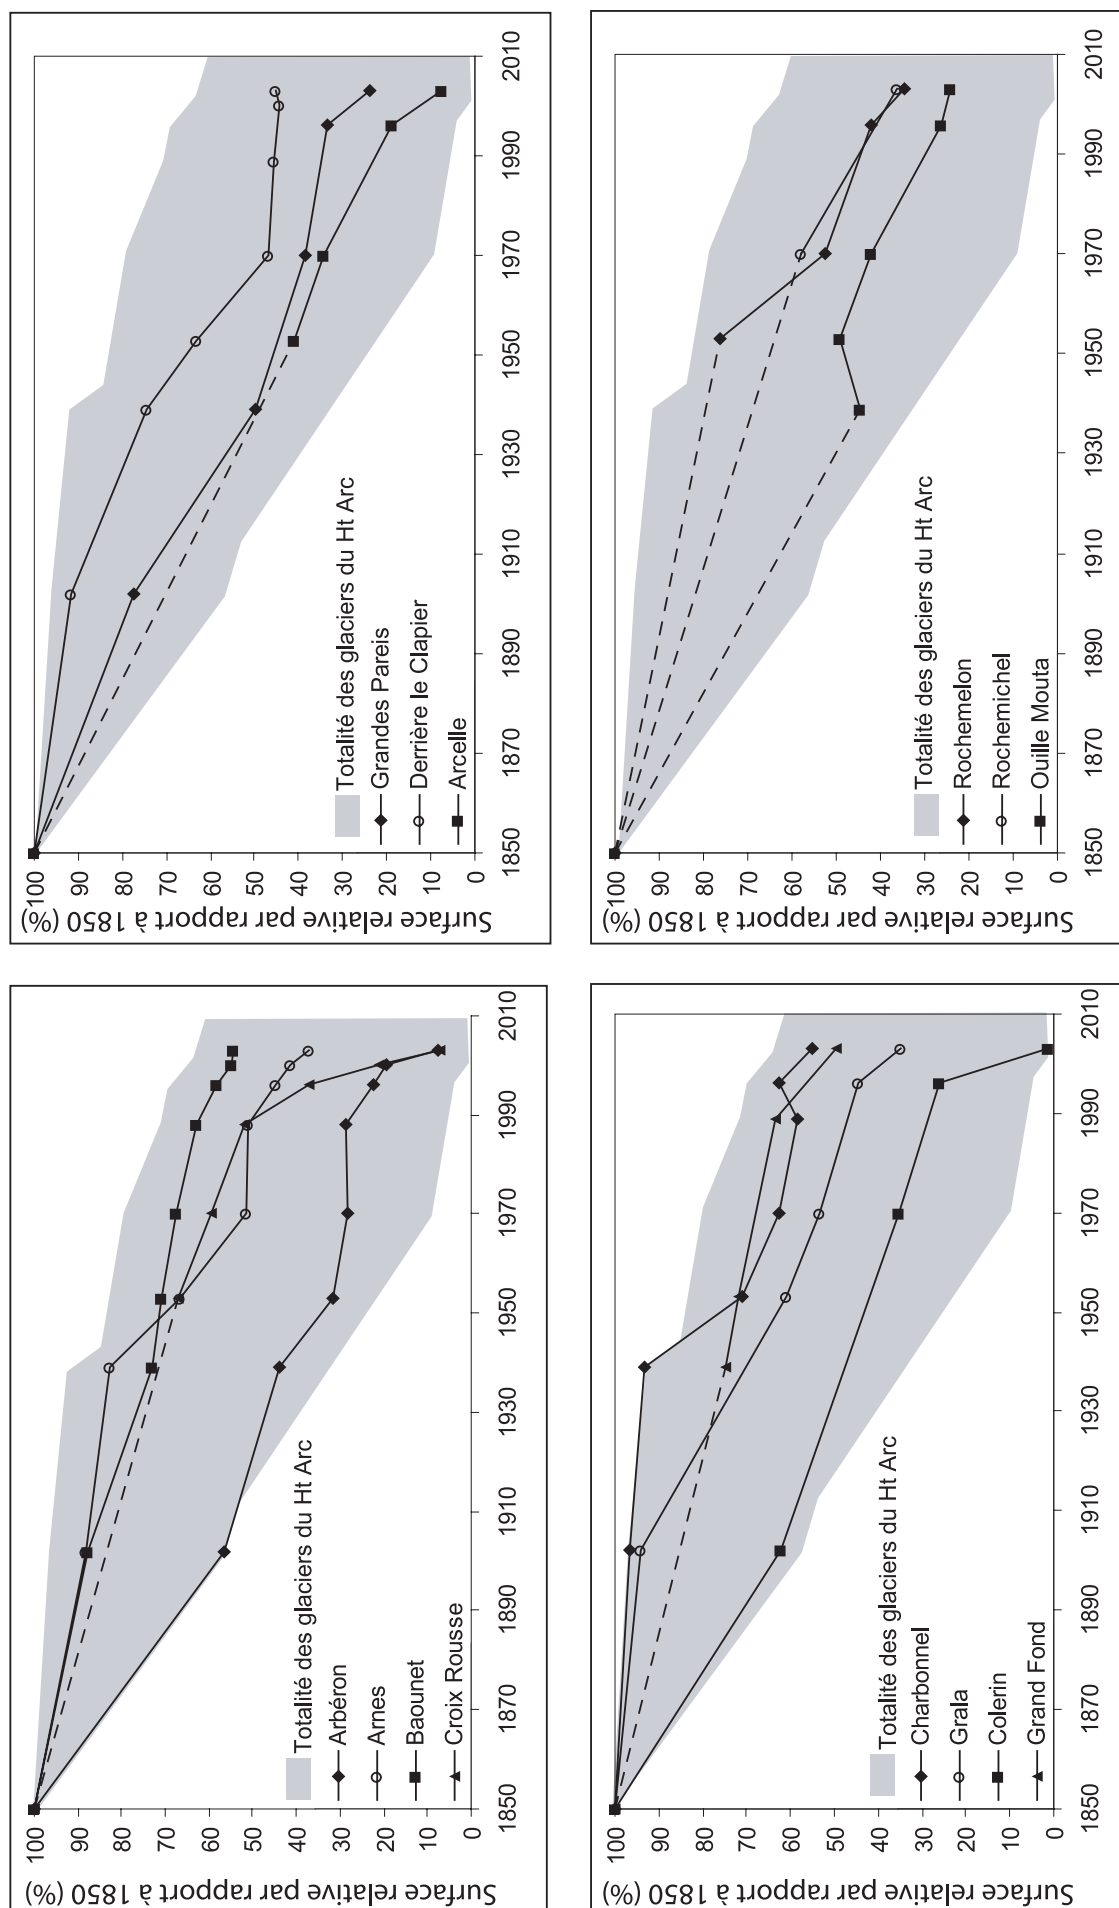 Surface relative par rapport à 1850 (%)
100
90
80
70
60
50
40
30
20
10
0
Totalité des glaciers du Ht Arc
Arbéron
Arnes
Baounet
Croix Rousse
1850 1870 1890 1910 1930 1950 1970 1990 2010
Surface relative par rapport à 1850 (%)
100
90
80
70
60
50
40
30
20
10
0
Totalité des glaciers du Ht Arc
Grandes Pareis
Derrière le Clapier
Arcelle
1850 1870 1890 1910 1930 1950 1970 1990 2010
Surface relative par rapport à 1850 (%)
100
90
80
70
60
50
40
30
20
10
0
Totalité des glaciers du Ht Arc
Charbonnel
Grala
Colerin
Grand Fond
1850 1870 1890 1910 1930 1950 1970 1990 2010
Surface relative par rapport à 1850 (%)
100
90
80
70
60
50
40
30
20
10
0
Totalité des glaciers du Ht Arc
Rochemelon
Rochemichel
Ouille Mouta
1850 1870 1890 1910 1930 1950 1970 1990 2010